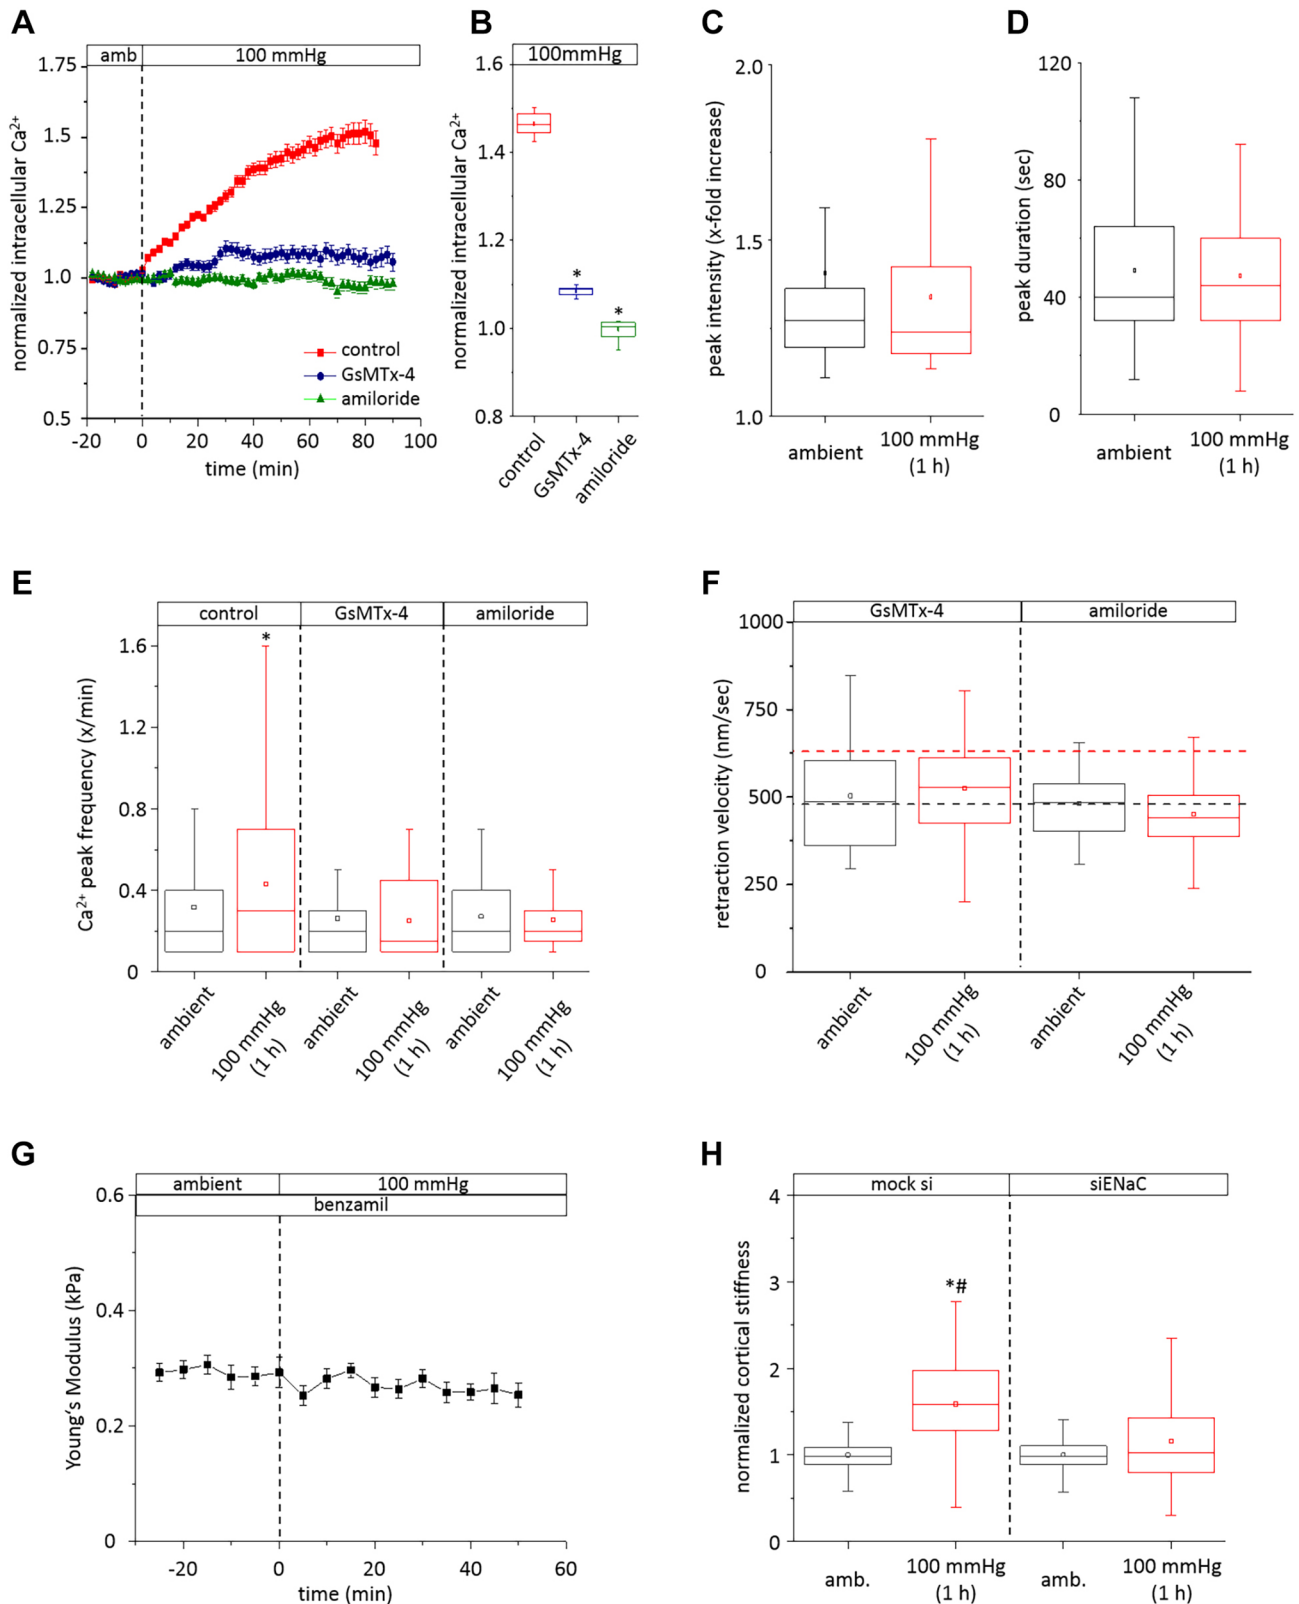 A
amb
100 mmHg
normalized intracellular Ca²⁺
1.75
1.5
1.25
1.0
0.75
0.5
control
GsMTx-4
amiloride
-20
0
20
40
60
80
100
time (min)
B
100mmHg
normalized intracellular Ca²⁺
1.6
1.4
1.2
1.0
0.8
*
*
control
GsMTx-4
amiloride
C
peak intensity (x-fold increase)
2.0
1.5
1.0
ambient
100 mmHg
(1 h)
D
peak duration (sec)
120
80
40
0
ambient
100 mmHg
(1 h)
E
control
GsMTx-4
amiloride
Ca²⁺ peak frequency (x/min)
1.6
1.2
0.8
0.4
0
*
ambient
100 mmHg
(1 h)
ambient
100 mmHg
(1 h)
ambient
100 mmHg
(1 h)
F
GsMTx-4
amiloride
retraction velocity (nm/sec)
1000
750
500
250
0
ambient
100 mmHg
(1 h)
ambient
100 mmHg
(1 h)
G
ambient
100 mmHg
benzamil
Young‘s Modulus (kPa)
0.6
0.4
0.2
0
-20
0
20
40
60
time (min)
H
mock si
siENaC
normalized cortical stiffness
4
3
2
1
0
*#
amb.
100 mmHg
(1 h)
amb.
100 mmHg
(1 h)